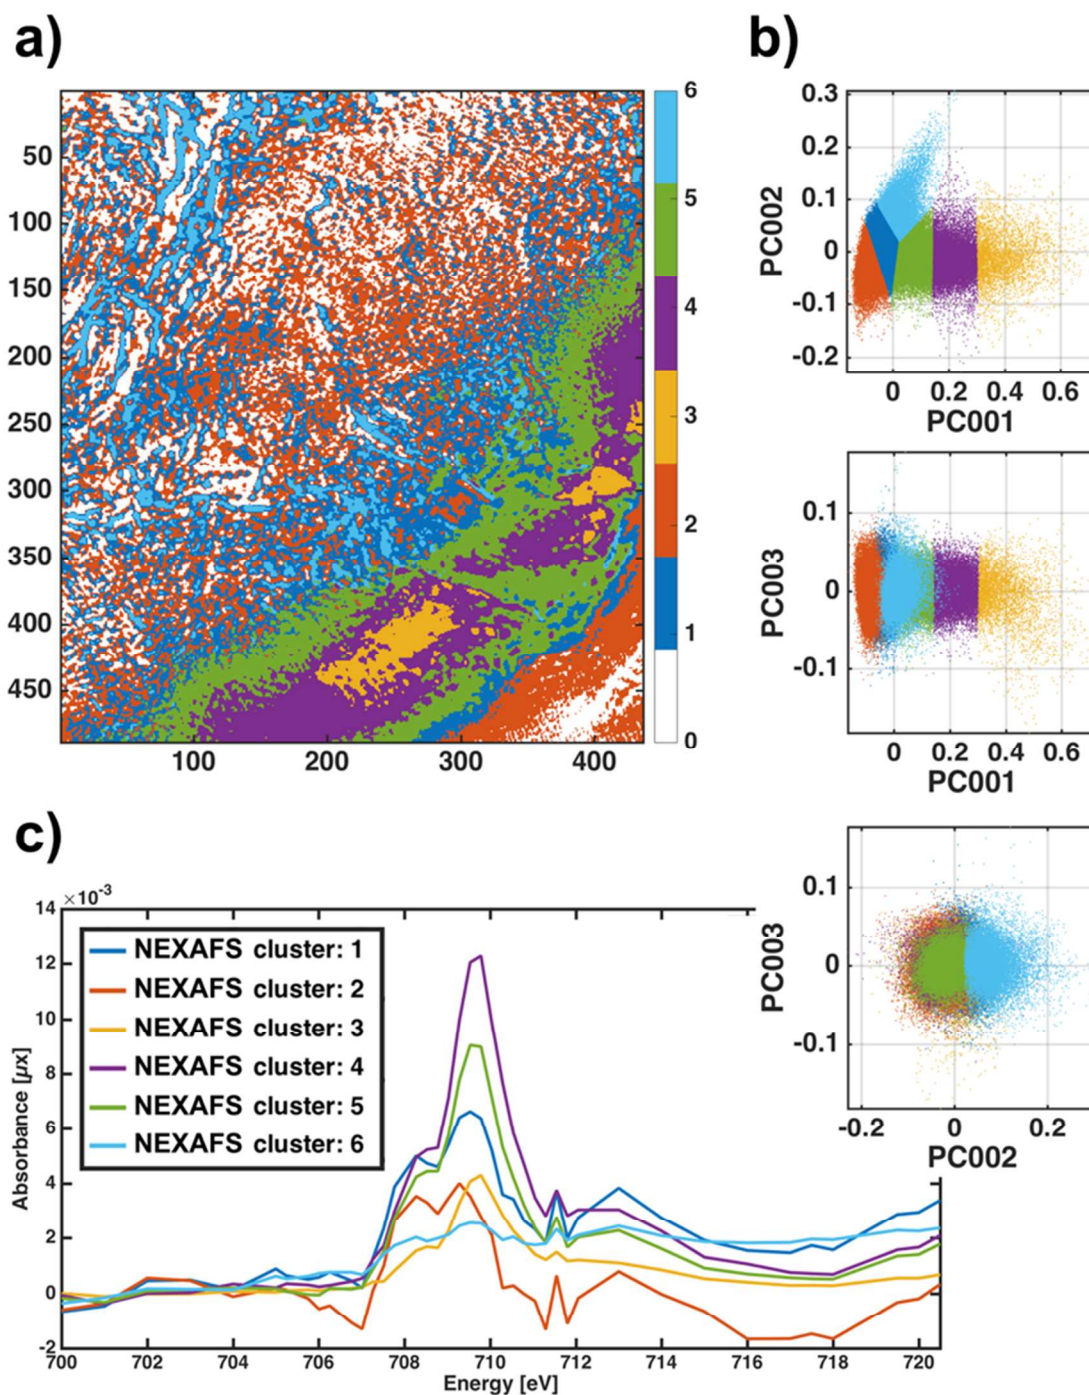 a)
50
100
150
200
250
300
350
400
450
100
200
300
400
6
5
4
3
2
1
0
b)
PC002
0.3
0.2
0.1
0
-0.1
-0.2
0 0.2 0.4 0.6
PC001
PC003
0.1
0
-0.1
0 0.2 0.4 0.6
PC001
PC003
0.1
0
-0.1
-0.2 0 0.2
PC002
c)
×10-3
Absorbance [μx]
14
12
10
8
6
4
2
0
-2
NEXAFS cluster: 1
NEXAFS cluster: 2
NEXAFS cluster: 3
NEXAFS cluster: 4
NEXAFS cluster: 5
NEXAFS cluster: 6
700 702 704 706 708 710 712 714 716 718 720
Energy [eV]